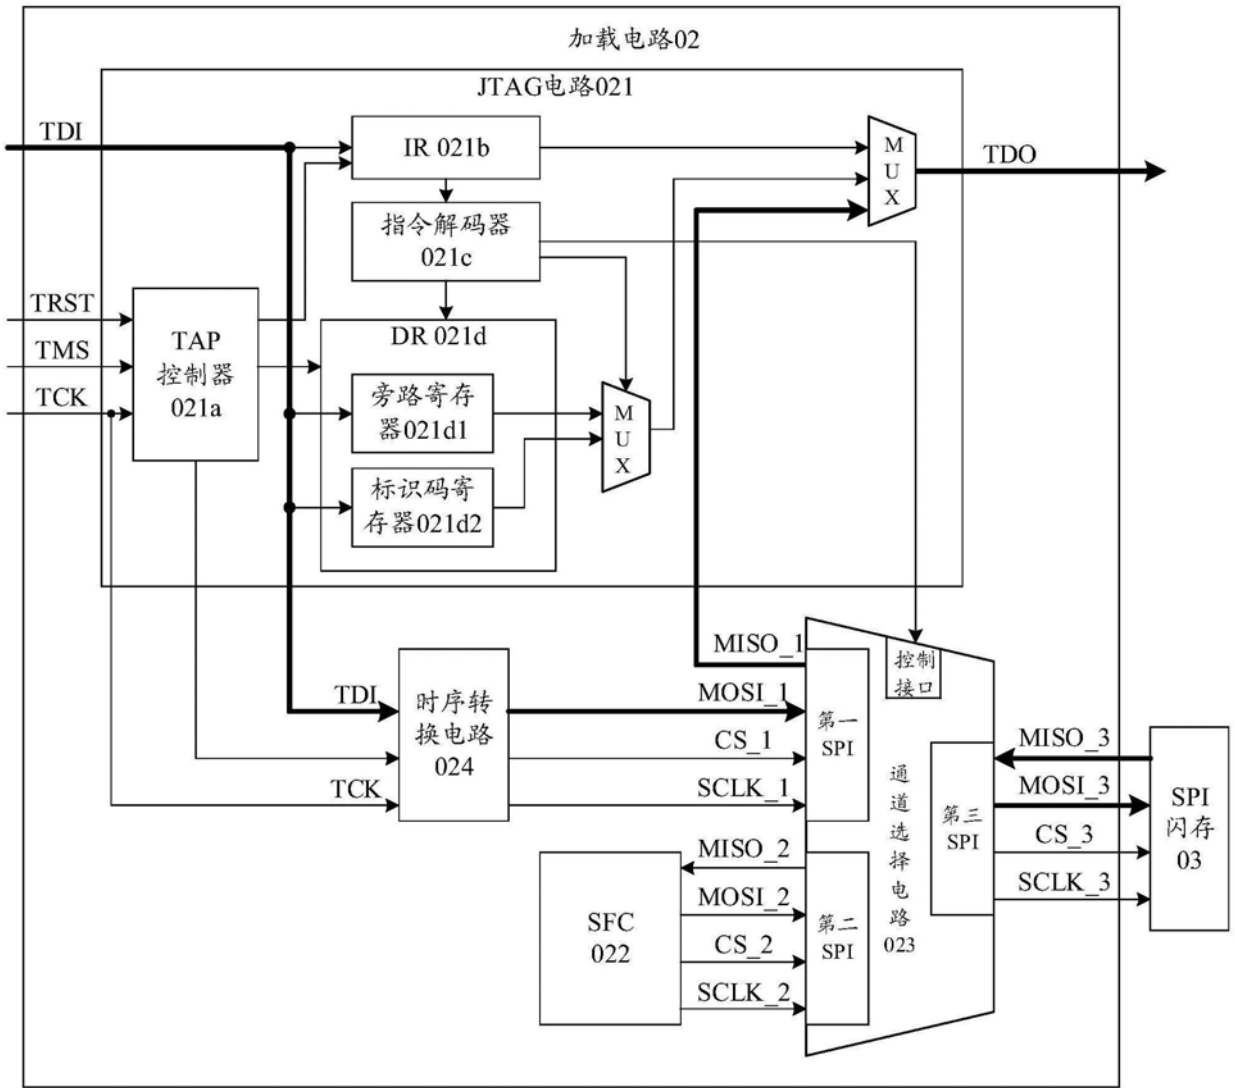 加载电路02
JTAG电路021
TDI
IR 021b
M
U
X
TDO
指令解码器
021c
TRST
TMS
TCK
TAP
控制器
021a
DR 021d
旁路寄存
器021d1
标识码寄
存器021d2
M
U
X
MISO_1
MOSI_1
CS_1
SCLK_1
TDI
TCK
时序转
换电路
024
第一
SPI
控制
接口
通
道
选
择
电
路
023
第三
SPI
MISO_3
MOSI_3
CS_3
SCLK_3
SPI
闪存
03
MISO_2
MOSI_2
CS_2
SCLK_2
SFC
022
第二
SPI